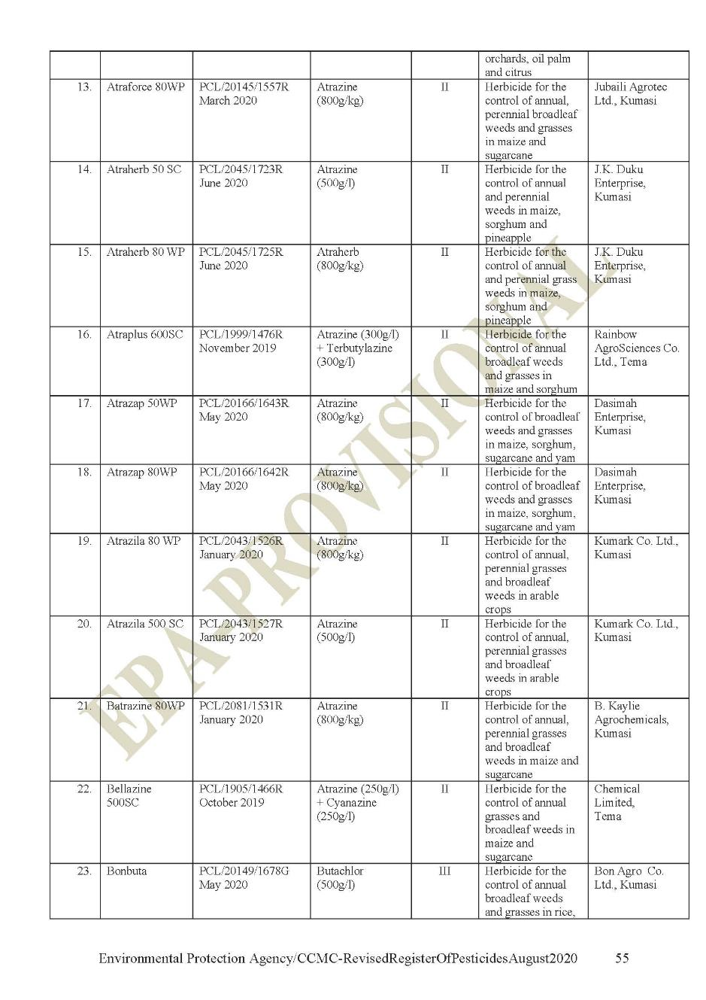 orchards, oil palm
and citrus
13. Atraforce 80WP PCL/20145/1557R Atrazine II Herbicide for the Jubaili Agrotec
March 2020 (800g/kg) control of annual, Ltd., Kumasi
perennial broadleaf
weeds and grasses
in maize and
sugarcane
14. Atraherb 50 SC PCL/2045/1723R Atrazine II Herbicide for the J.K. Duku
June 2020 (500g/l) control of annual Enterprise,
and perennial Kumasi
weeds in maize,
sorghum and
pineapple
15. Atraherb 80 WP PCL/2045/1725R Atraherb II Herbicide for the J.K. Duku
June 2020 (800g/kg) control of annual Enterprise,
and perennial grass Kumasi
weeds in maize,
sorghum and
pineapple
16. Atraplus 600SC PCL/1999/1476R Atrazine (300g/l) II Herbicide for the Rainbow
November 2019 + Terbutylazine control of annual AgroSciences Co.
(300g/l) broadleaf weeds Ltd., Tema
and grasses in
maize and sorghum
17. Atrazap 50WP PCL/20166/1643R Atrazine II Herbicide for the Dasimah
May 2020 (800g/kg) control of broadleaf Enterprise,
weeds and grasses Kumasi
in maize, sorghum,
sugarcane and yam
18. Atrazap 80WP PCL/20166/1642R Atrazine II Herbicide for the Dasimah
May 2020 (800g/kg) control of broadleaf Enterprise,
weeds and grasses Kumasi
in maize, sorghum,
sugarcane and yam
19. Atrazila 80 WP PCL/2043/1526R Atrazine II Herbicide for the Kumark Co. Ltd.,
January 2020 (800g/kg) control of annual, Kumasi
perennial grasses
and broadleaf
weeds in arable
crops
20. Atrazila 500 SC PCL/2043/1527R Atrazine II Herbicide for the Kumark Co. Ltd.,
January 2020 (500g/l) control of annual, Kumasi
perennial grasses
and broadleaf
weeds in arable
crops
21. Batrazine 80WP PCL/2081/1531R Atrazine II Herbicide for the B. Kaylie
January 2020 (800g/kg) control of annual, Agrochemicals,
perennial grasses Kumasi
and broadleaf
weeds in maize and
sugarcane
22. Bellazine PCL/1905/1466R Atrazine (250g/l) II Herbicide for the Chemical
500SC October 2019 + Cyanazine control of annual Limited,
(250g/l) grasses and Tema
broadleaf weeds in
maize and
sugarcane
23. Bonbuta PCL/20149/1678G Butachlor III Herbicide for the Bon Agro Co.
May 2020 (500g/l) control of annual Ltd., Kumasi
broadleaf weeds
and grasses in rice,
EPA-PROVISIONAL
Environmental Protection Agency/CCMC-RevisedRegisterOfPesticidesAugust2020 55